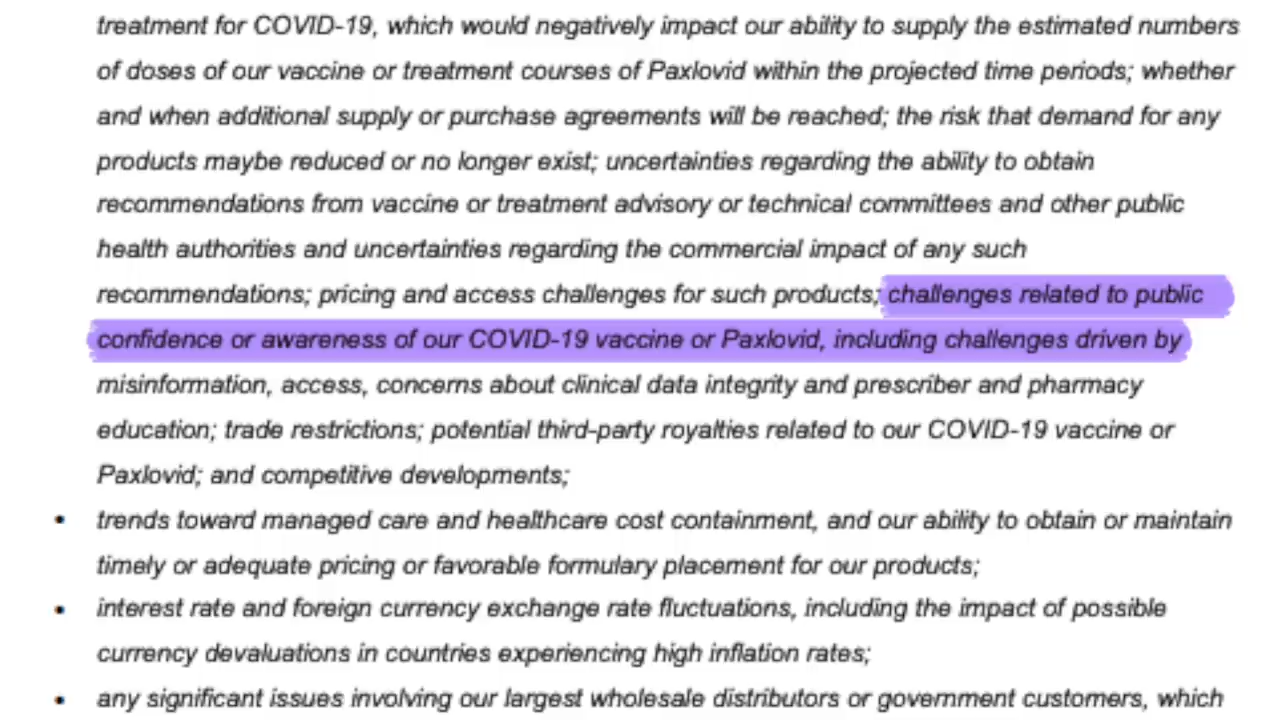 treatment for COVID-19, which would negatively impact our ability to supply the estimated numbers
of doses of our vaccine or treatment courses of Paxlovid within the projected time periods; whether
and when additional supply or purchase agreements will be reached; the risk that demand for any
products maybe reduced or no longer exist; uncertainties regarding the ability to obtain
recommendations from vaccine or treatment advisory or technical committees and other public
health authorities and uncertainties regarding the commercial impact of any such
recommendations; pricing and access challenges for such products; challenges related to public
confidence or awareness of our COVID-19 vaccine or Paxlovid, including challenges driven by
misinformation, access, concerns about clinical data integrity and prescriber and pharmacy
education; trade restrictions; potential third-party royalties related to our COVID-19 vaccine or
Paxlovid; and competitive developments;
• trends toward managed care and healthcare cost containment, and our ability to obtain or maintain
timely or adequate pricing or favorable formulary placement for our products;
• interest rate and foreign currency exchange rate fluctuations, including the impact of possible
currency devaluations in countries experiencing high inflation rates;
• any significant issues involving our largest wholesale distributors or government customers, which